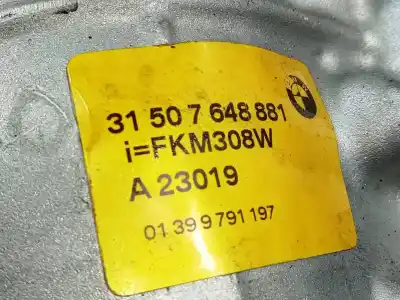 31 50 7 648 881
i=FKM308W
A 23019
01 39 9 791 197